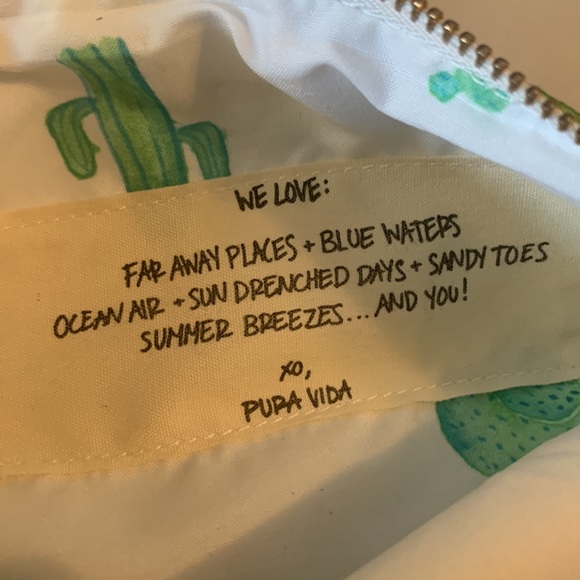 WE LOVE:
FAR AWAY PLACES + BLUE WATERS
OCEAN AIR + SUN DRENCHED DAYS + SANDY TOES
SUMMER BREEZES... AND YOU!
XO,
PURA VIDA